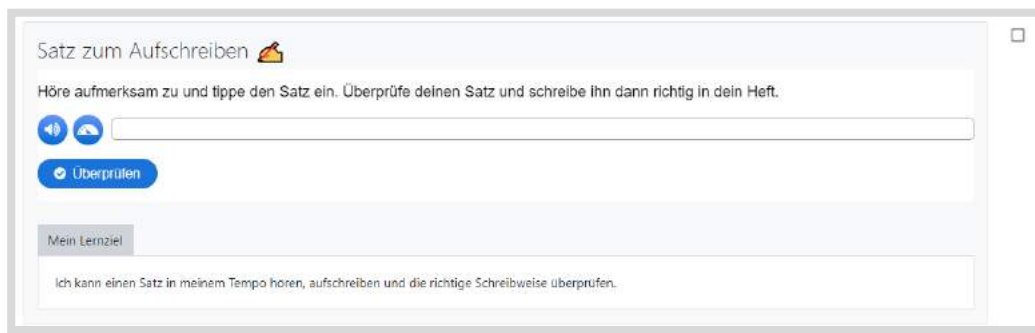 Satz zum Aufschreiben
Höre aufmerksam zu und tippe den Satz ein. Überprüfe deinen Satz und schreibe ihn dann richtig in dein Heft.
Überprüfen
Mein Lernziel
Ich kann einen Satz in meinem Tempo hören, aufschreiben und die richtige Schreibweise überprüfen.